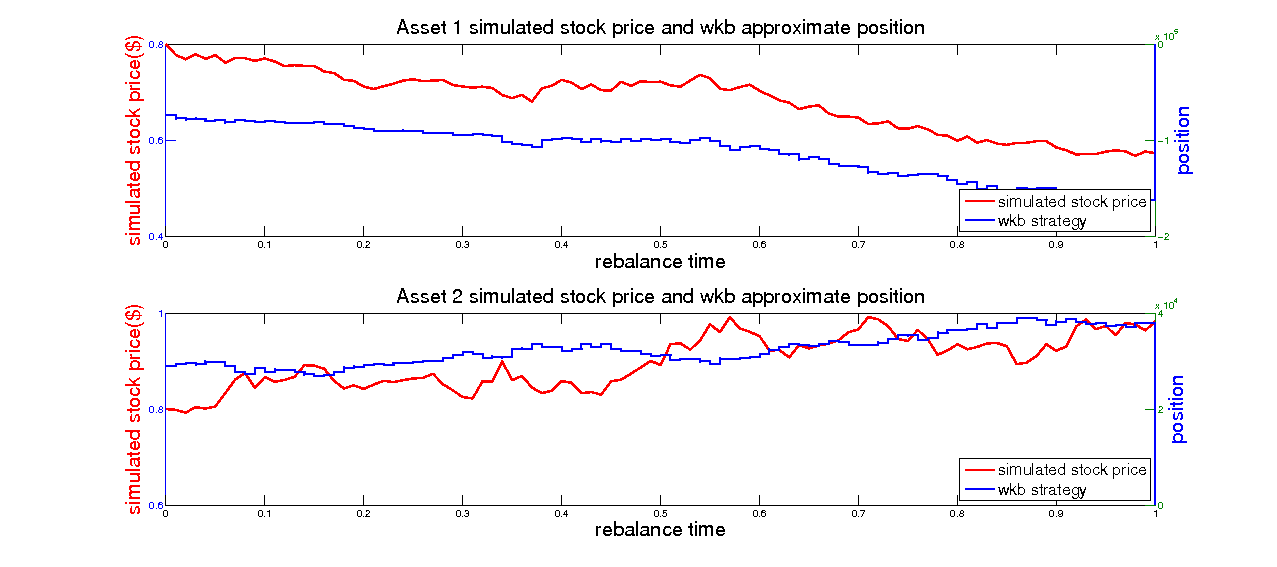 Asset 1 simulated stock price and wkb approximate position
x 10^5
simulated stock price($)
0.8
0.6
0.4
0
-1
-2
position
simulated stock price
wkb strategy
0 0.1 0.2 0.3 0.4 0.5 0.6 0.7 0.8 0.9 1
rebalance time
Asset 2 simulated stock price and wkb approximate position
x 10^4
simulated stock price($)
1
0.8
0.6
4
2
0
position
simulated stock price
wkb strategy
0 0.1 0.2 0.3 0.4 0.5 0.6 0.7 0.8 0.9 1
rebalance time